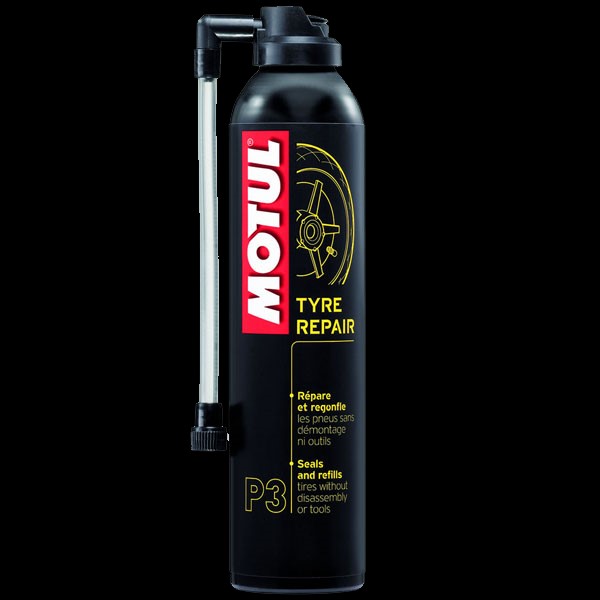 MOTUL®
TYRE
REPAIR
Répare
et regonfle
les pneus sans
démontage
ni outils
Seals
and refills
tires without
disassembly
or tools
P3